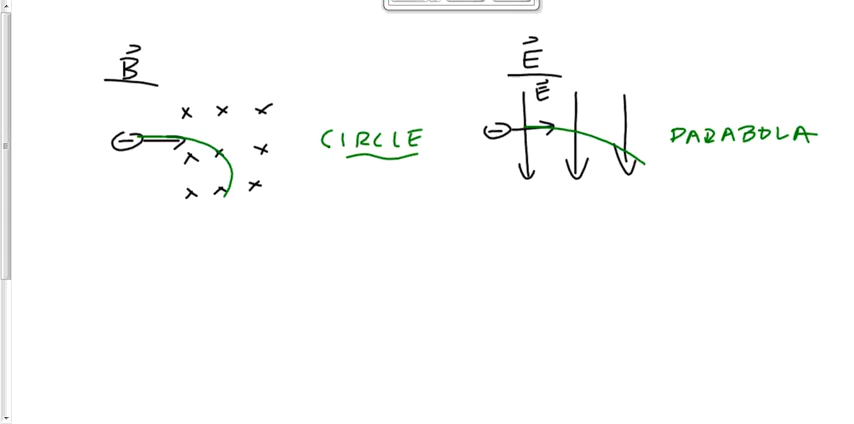 B
E
E
x x x
CIRCLE
-
-
PARABOLA
x x x
x x x